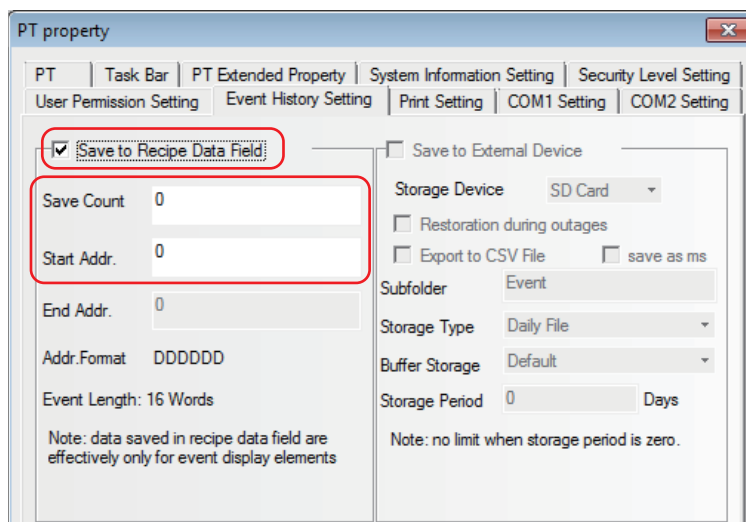 PT property
PT
Task Bar
PT Extended Property
System Information Setting
Security Level Setting
User Permission Setting
Event History Setting
Print Setting
COM1 Setting
COM2 Setting
Save to Recipe Data Field
Save Count 0
Start Addr. 0
End Addr. 0
Addr.Format DDDDDD
Event Length: 16 Words
Note: data saved in recipe data field are
effectively only for event display elements
Save to External Device
Storage Device SD Card
Restoration during outages
Export to CSV File save as ms
Subfolder Event
Storage Type Daily File
Buffer Storage Default
Storage Period 0 Days
Note: no limit when storage period is zero.